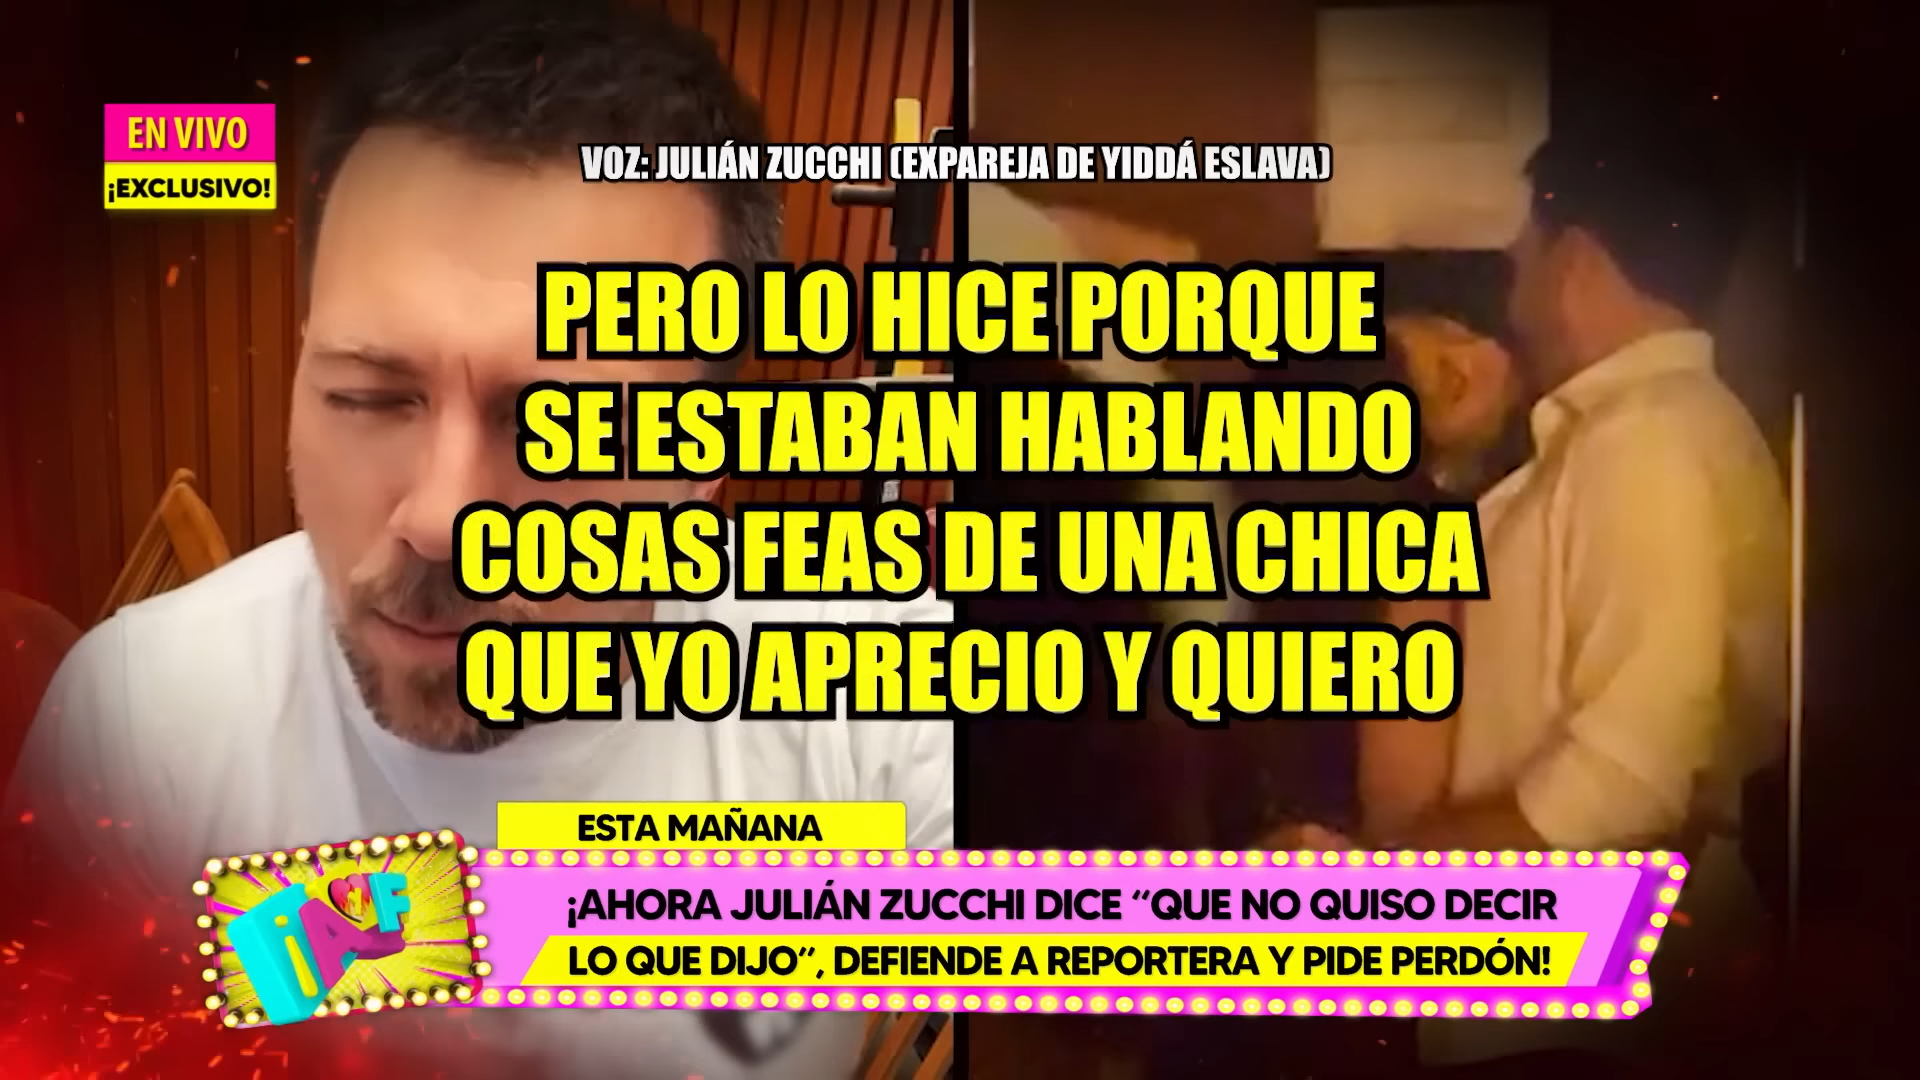 EN VIVO
¡EXCLUSIVO!
VOZ: JULIÁN ZUCCHI (EXPAREJA DE YIDDÁ ESLAVA)
PERO LO HICE PORQUE
SE ESTABAN HABLANDO
COSAS FEAS DE UNA CHICA
QUE YO APRECIO Y QUIERO
ESTA MAÑANA
¡AHORA JULIÁN ZUCCHI DICE “QUE NO QUISO DECIR
LO QUE DIJO”, DEFIENDE A REPORTERA Y PIDE PERDÓN!
¡AF